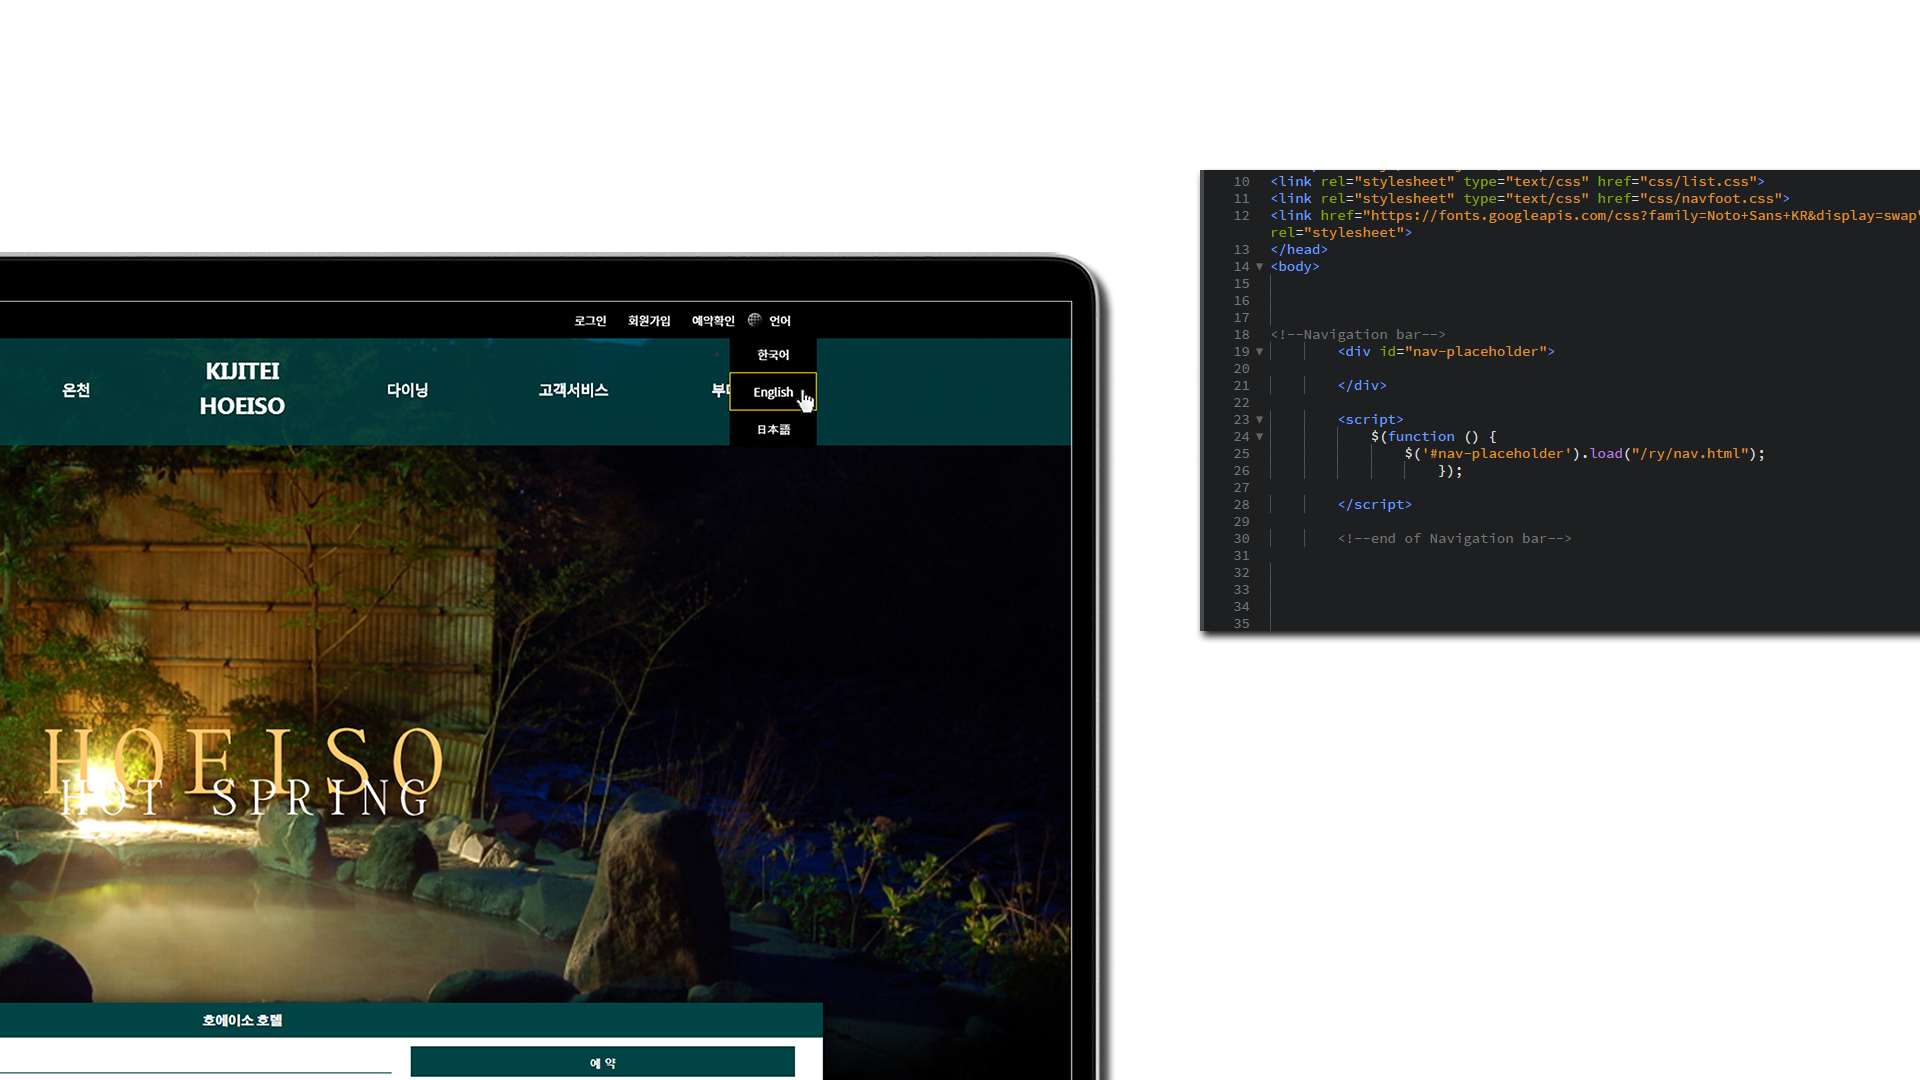 로그인 회원가입 예약확인 언어
한국어
English
日本語
온천
KIJITEI
HOEISO
다이닝
고객서비스
HOEISO
HOT SPRING
호에이소 호텔
예 약
10 <link rel="stylesheet" type="text/css" href="css/list.css">
11 <link rel="stylesheet" type="text/css" href="css/navfoot.css">
12 <link href="https://fonts.googleapis.com/css?family=Noto+Sans+KR&display=swap"
rel="stylesheet">
13 </head>
14 <body>
15
16
17
18 <!--Navigation bar-->
19 <div id="nav-placeholder">
20
21 </div>
22
23 <script>
24 $(function () {
25 $('#nav-placeholder').load("/ry/nav.html");
26 });
27
28 </script>
29
30 <!--end of Navigation bar-->
31
32
33
34
35